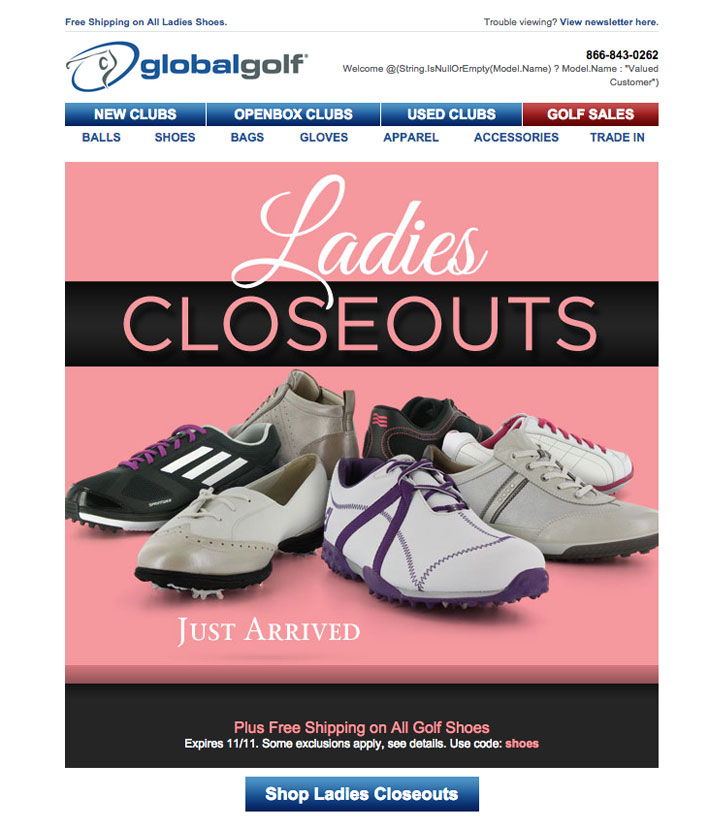 Free Shipping on All Ladies Shoes.
Trouble viewing? View newsletter here.
globalgolf®
866-843-0262
Welcome @(String.IsNullOrEmpty(Model.Name) ? Model.Name : "Valued
Customer")
NEW CLUBS OPENBOX CLUBS USED CLUBS GOLF SALES
BALLS SHOES BAGS GLOVES APPAREL ACCESSORIES TRADE IN
Ladies
CLOSEOUTS
JUST ARRIVED
Plus Free Shipping on All Golf Shoes
Expires 11/11. Some exclusions apply, see details. Use code: shoes
Shop Ladies Closeouts